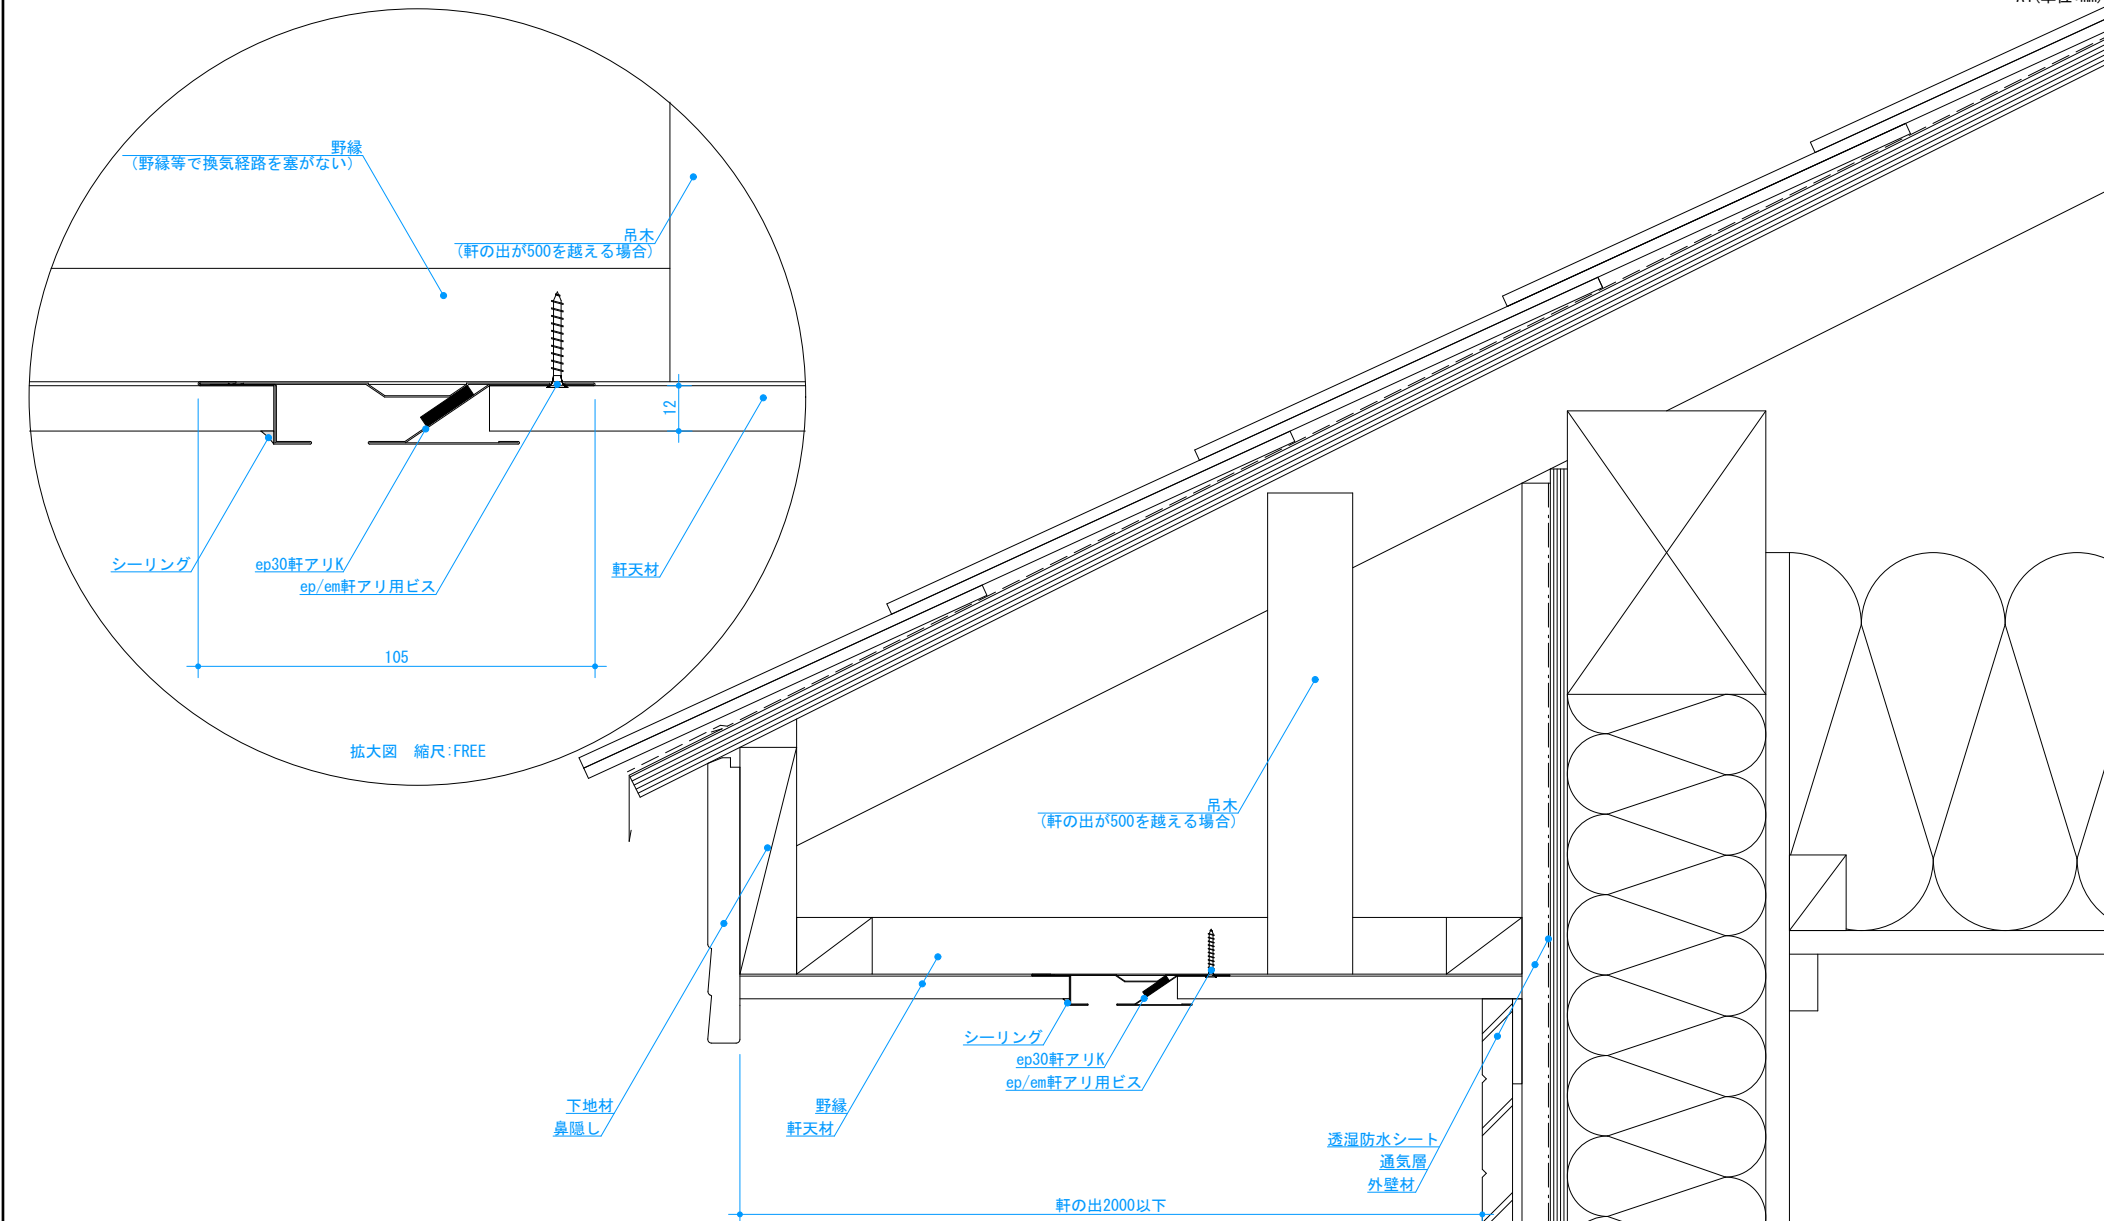 野縁
(野縁等で換気経路を塞がない)
吊木
(軒の出が500を越える場合)
12
シーリング
ep30軒アリK
ep/em軒アリ用ビス
軒天材
105
拡大図 縮尺:FREE
吊木
(軒の出が500を越える場合)
シーリング
ep30軒アリK
ep/em軒アリ用ビス
下地材
鼻隠し
野縁
軒天材
透湿防水シート
通気層
外壁材
軒の出2000以下